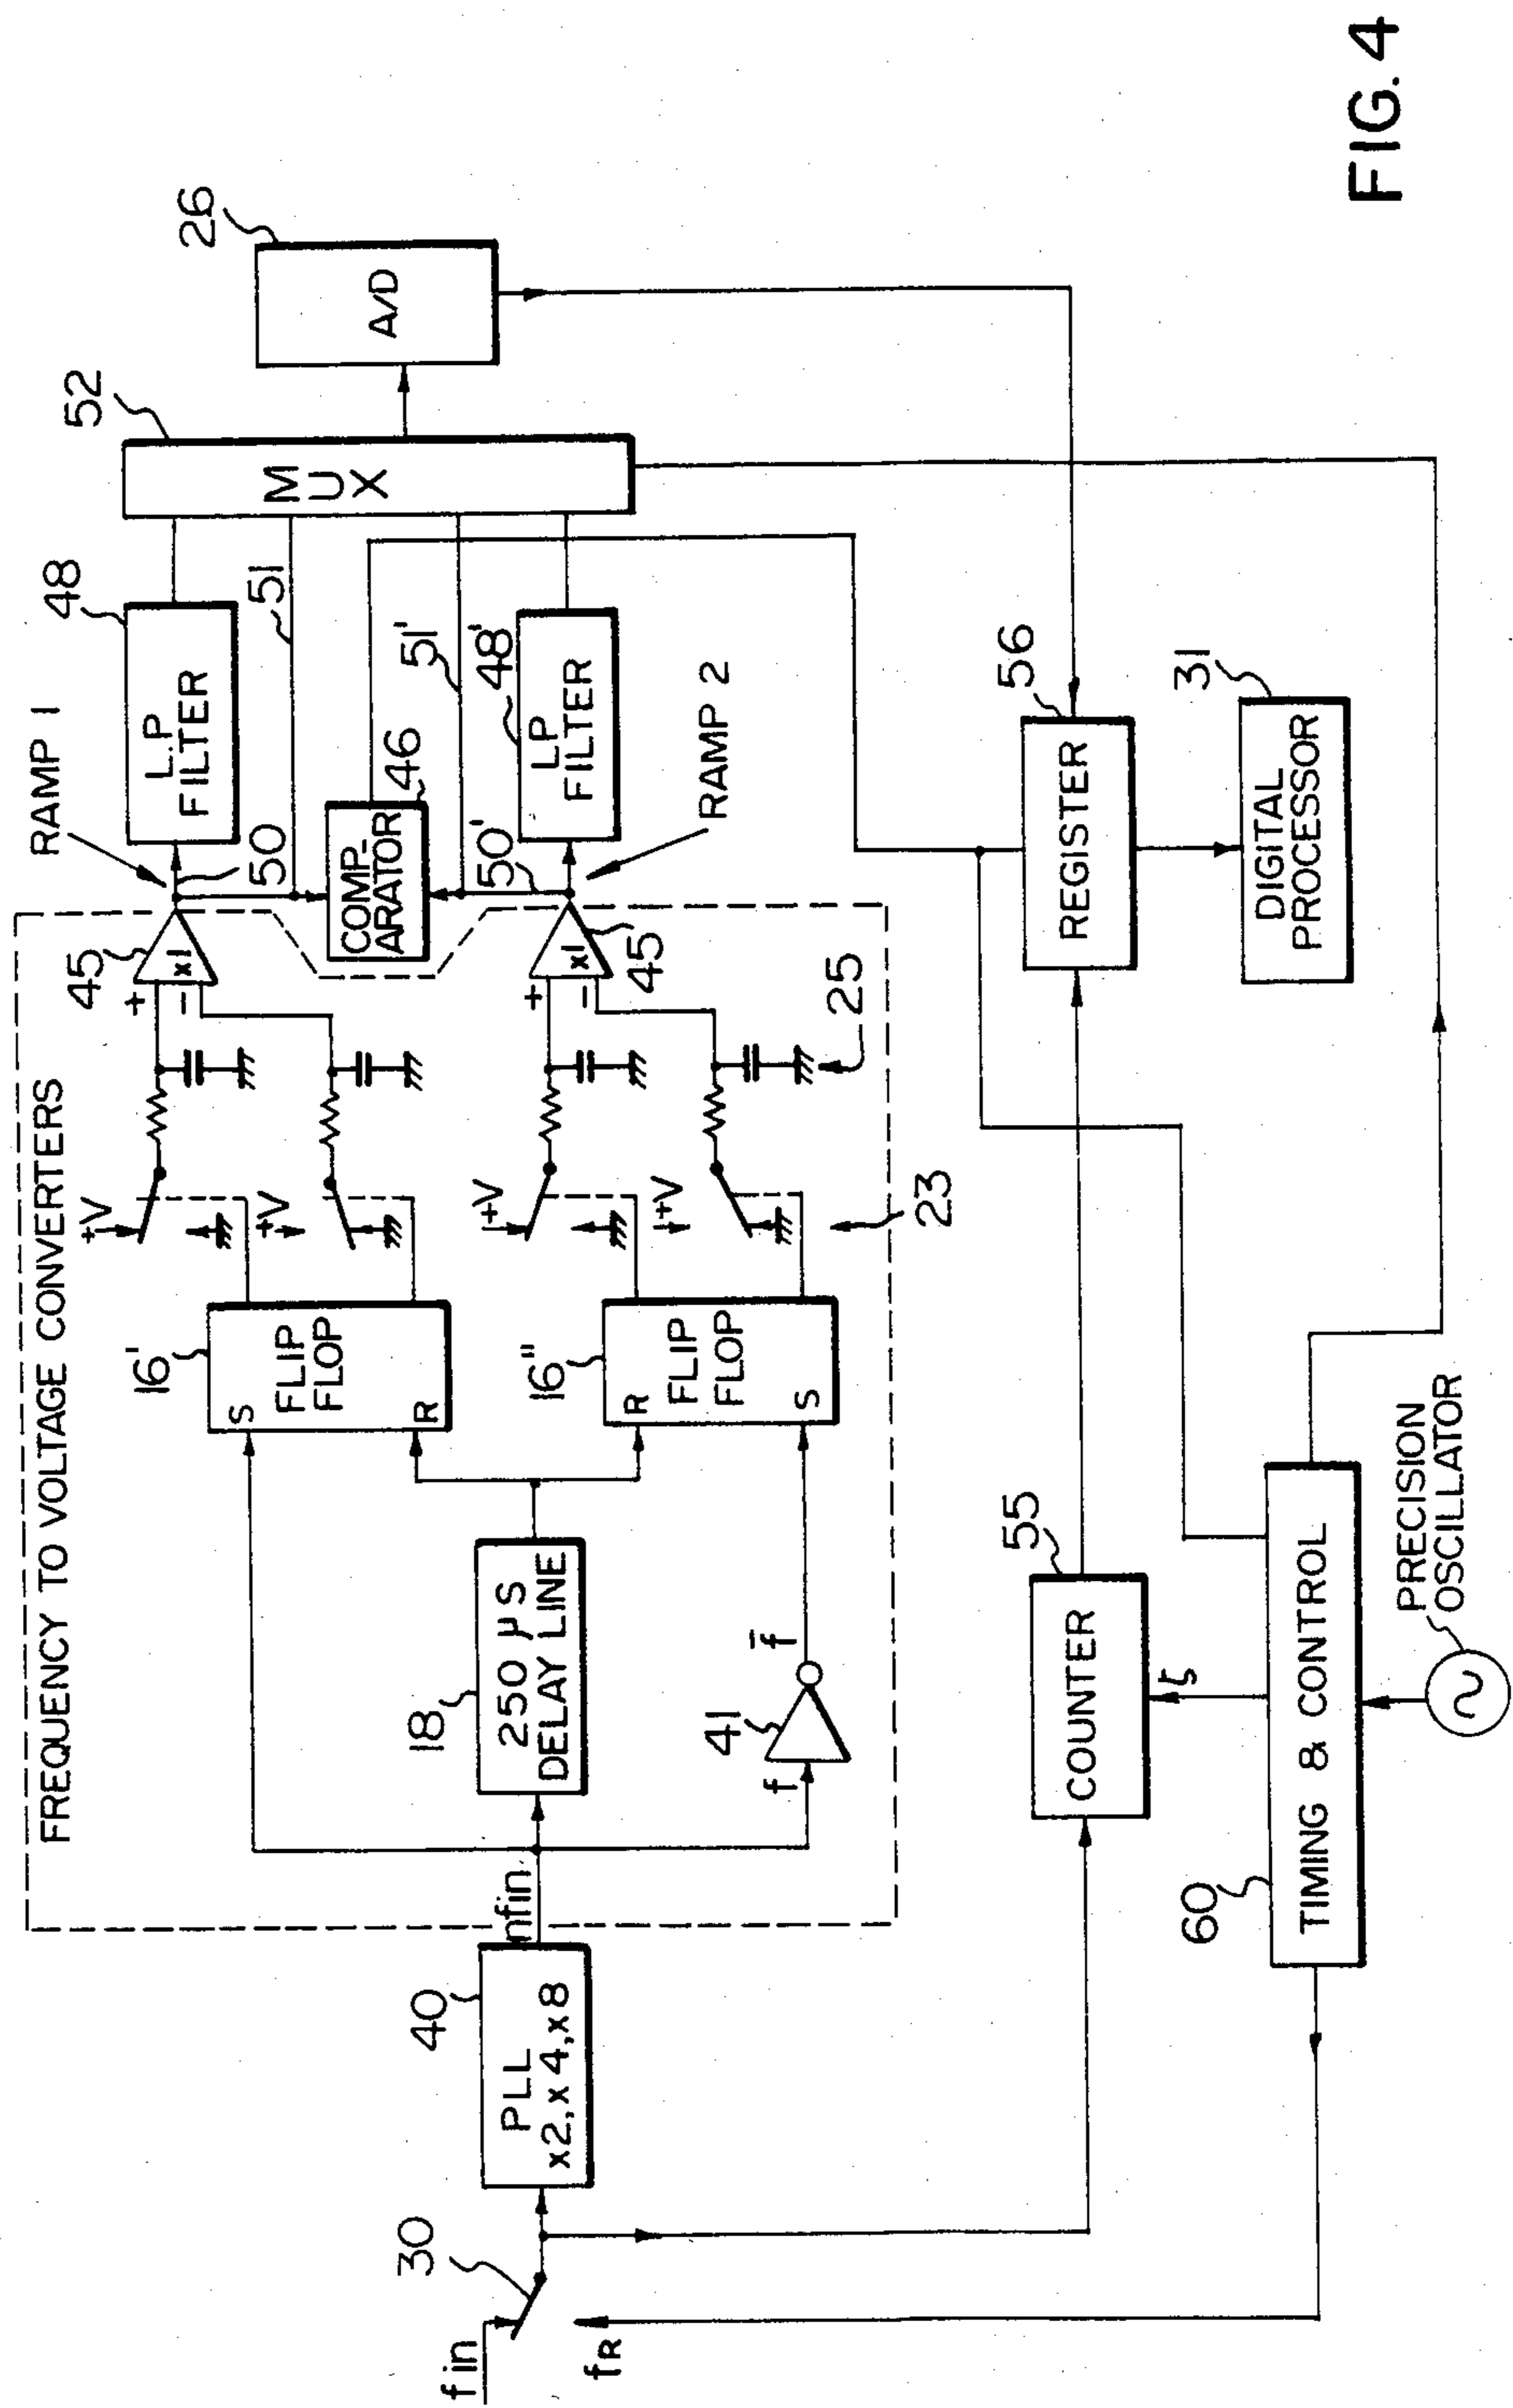 FREQUENCY TO VOLTAGE CONVERTERS
f in
fR
30
PLL
x2, x4, x8
40
nfin
18
250 µS
DELAY LINE
f
41
f̄
16'
S
FLIP
FLOP
R
16"
R
FLIP
FLOP
S
+V
+V
+V
+V
23
25
+
−
x1
45
+
−
x1
45'
RAMP 1
50
COMP-
ARATOR
46
50'
RAMP 2
48
L.P
FILTER
51
51'
48'
LP
FILTER
52
MUX
26
A/D
55
COUNTER
56
REGISTER
31
DIGITAL
PROCESSOR
60
TIMING & CONTROL
PRECISION
OSCILLATOR
FIG. 4